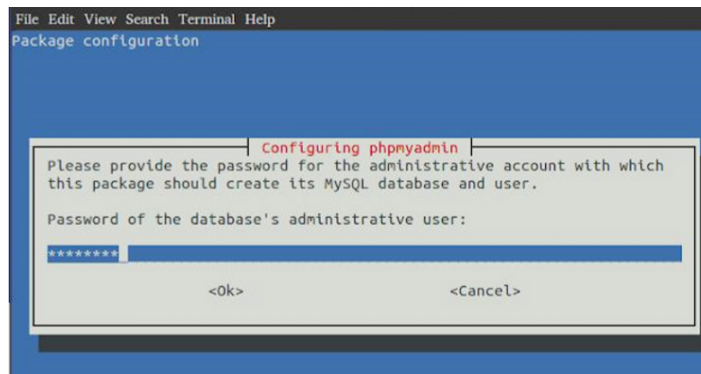 File Edit View Search Terminal Help
Package configuration
Configuring phpmyadmin
Please provide the password for the administrative account with which
this package should create its MySQL database and user.
Password of the database's administrative user:
********
<Ok> <Cancel>